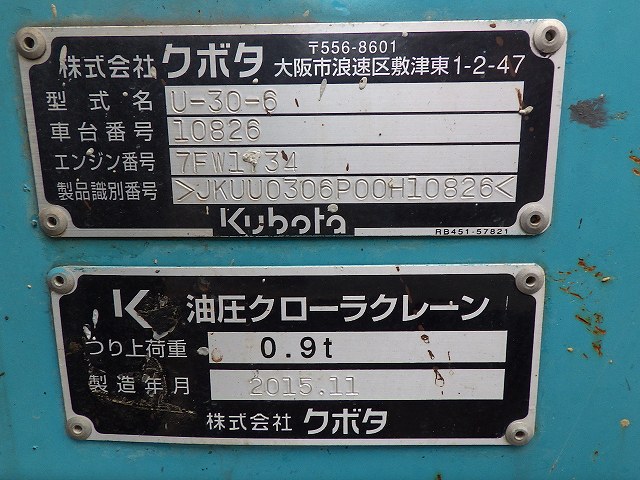 株式会社 クボタ
〒556-8601
大阪市浪速区敷津東1-2-47
型式名 U-30-6
車台番号 10826
エンジン番号 7FW1734
製品識別番号 >JKUU0306P00H10826<
Kubota
RB451-57821
油圧クローラクレーン
つり上荷重 0.9t
製造年月 2015.11
株式会社 クボタ